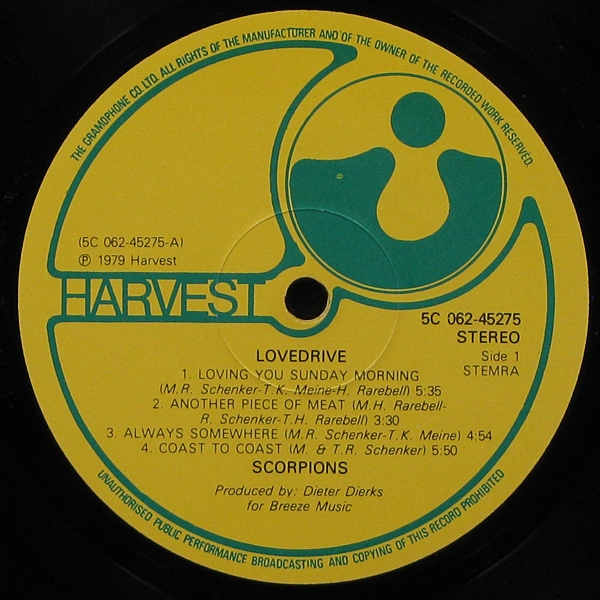 THE GRAMOPHONE CO. LTD. ALL RIGHTS OF THE MANUFACTURER AND OF THE OWNER OF THE RECORDED WORK RESERVED.
(5C 062-45275-A)
℗ 1979 Harvest
HARVEST
5C 062-45275
STEREO
Side 1
STEMRA
LOVEDRIVE
1. LOVING YOU SUNDAY MORNING
(M.R. Schenker-T.K. Meine-H. Rarebell) 5:35
2. ANOTHER PIECE OF MEAT (M.H. Rarebell-
R. Schenker-T.H. Rarebell) 3:30
3. ALWAYS SOMEWHERE (M.R. Schenker-T.K. Meine) 4:54
4. COAST TO COAST (M. & T.R. Schenker) 5:50
SCORPIONS
Produced by: Dieter Dierks
for Breeze Music
UNAUTHORISED PUBLIC PERFORMANCE BROADCASTING AND COPYING OF THIS RECORD PROHIBITED